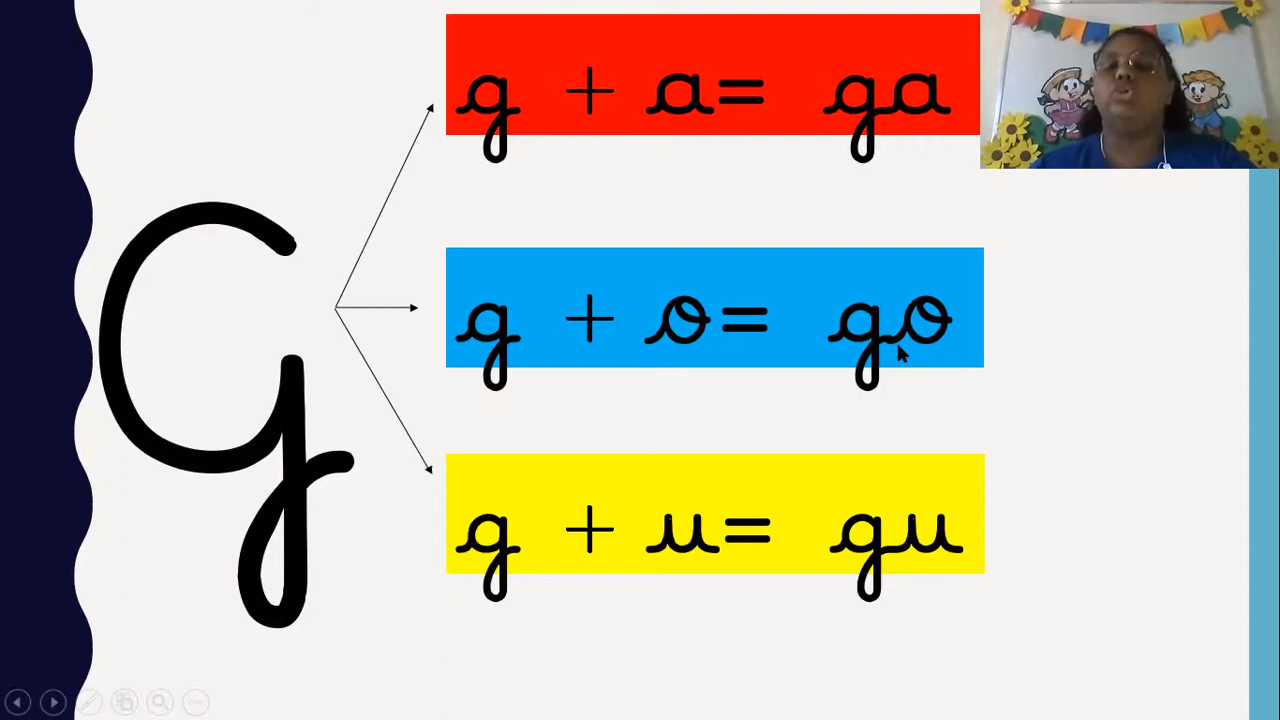 g + a= ga
G
g + o= go
g + u= gu